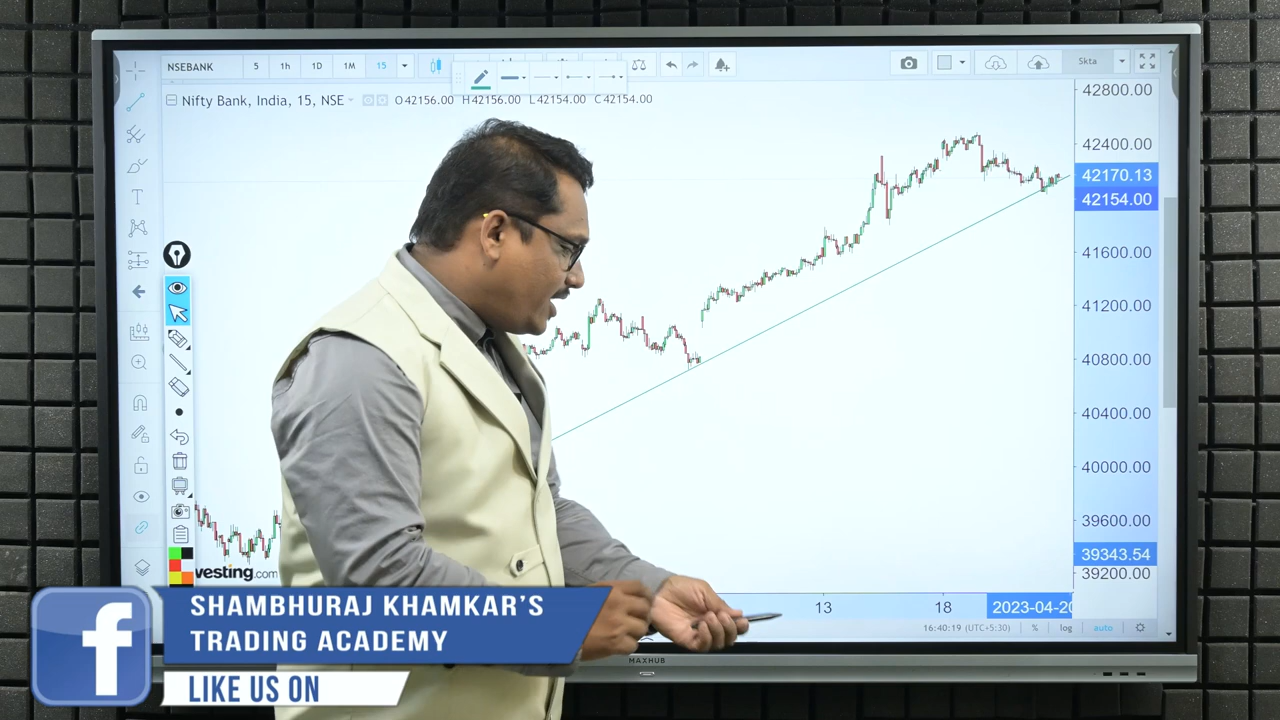 NSEBANK 5 1h 1D 1M 15
5kta
Nifty Bank, India, 15, NSE O42156.00 H42156.00 L42154.00 C42154.00
42800.00
42400.00
42170.13
42154.00
41600.00
41200.00
40800.00
40400.00
40000.00
39600.00
39343.54
39200.00
vesting.com
13 18 2023-04-20
16:40:19 (UTC+5:30) % log auto
MAXHUB
T
f
SHAMBHURAJ KHAMKAR'S
TRADING ACADEMY
LIKE US ON